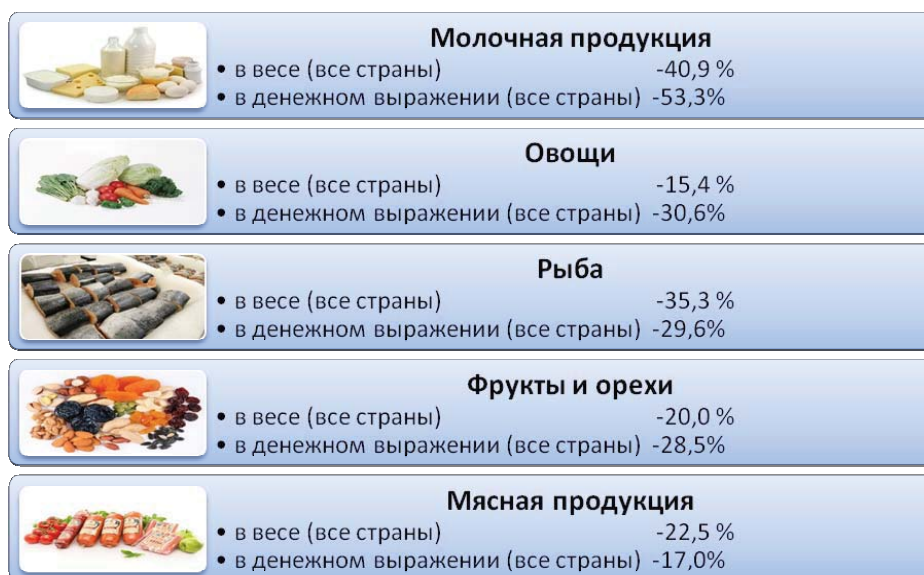 Молочная продукция
• в весе (все страны) -40,9 %
• в денежном выражении (все страны) -53,3%
Овощи
• в весе (все страны) -15,4 %
• в денежном выражении (все страны) -30,6%
Рыба
• в весе (все страны) -35,3 %
• в денежном выражении (все страны) -29,6%
Фрукты и орехи
• в весе (все страны) -20,0 %
• в денежном выражении (все страны) -28,5%
Мясная продукция
• в весе (все страны) -22,5 %
• в денежном выражении (все страны) -17,0%